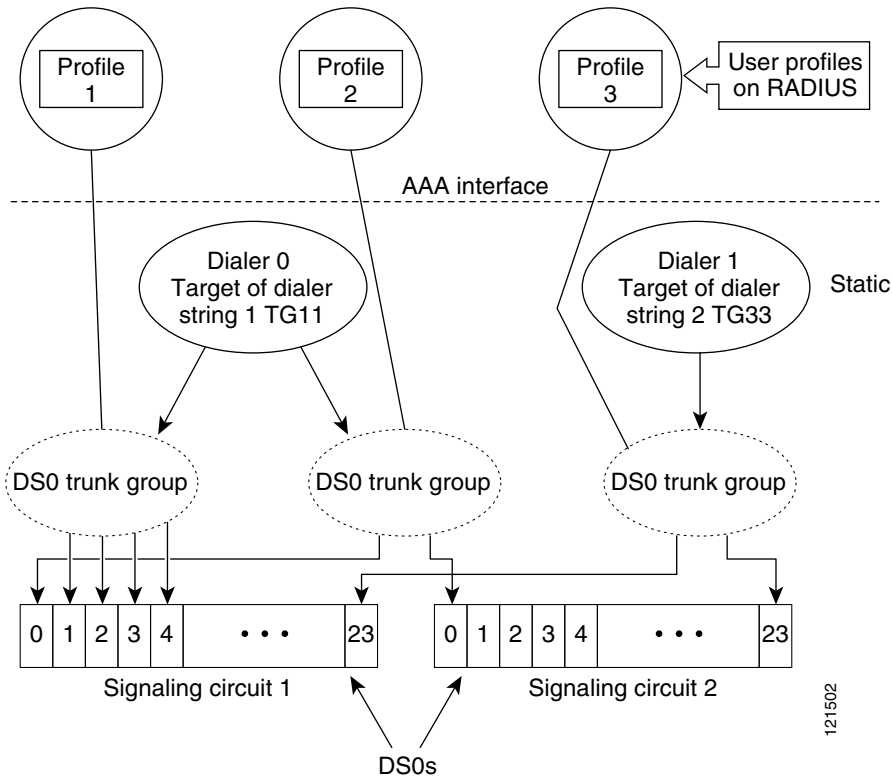 Profile
1
Profile
2
Profile
3
User profiles
on RADIUS
AAA interface
Dialer 0
Target of dialer
string 1 TG11
Dialer 1
Target of dialer
string 2 TG33
Static
DS0 trunk group
DS0 trunk group
DS0 trunk group
0 1 2 3 4 • • • 23
0 1 2 3 4 • • • 23
Signaling circuit 1
Signaling circuit 2
DS0s
121502